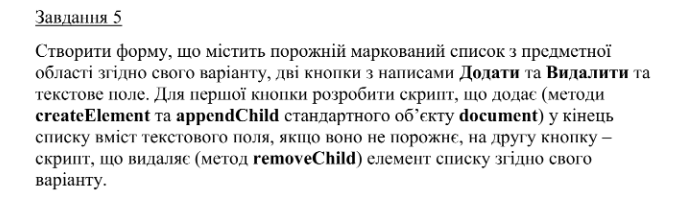 Завдання 5
Створити форму, що містить порожній маркований список з предметної
області згідно свого варіанту, дві кнопки з написами Додати та Видалити та
текстове поле. Для першої кнопки розробити скрипт, що додає (методи
createElement та appendChild стандартного об’єкту document) у кінець
списку вміст текстового поля, якщо воно не порожнє, на другу кнопку –
скрипт, що видаляє (метод removeChild) елемент списку згідно свого
варіанту.